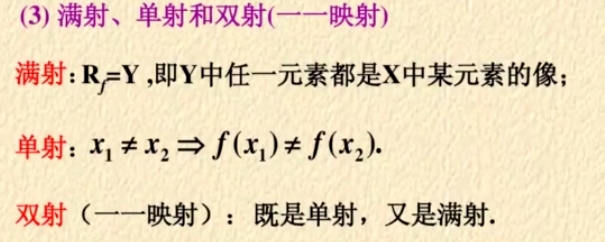 (3) 满射、单射和双射(一一映射)
满射：R_f=Y ,即Y中任一元素都是X中某元素的像；
单射：x₁ ≠ x₂ ⇒ f(x₁) ≠ f(x₂).
双射（一一映射）：既是单射，又是满射.